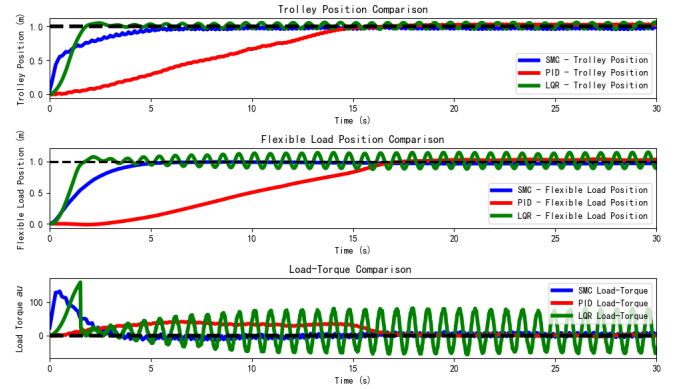 Trolley Position Comparison
Trolley Position (m)
1.0
0.5
0.0
SMC - Trolley Position
PID - Trolley Position
LQR - Trolley Position
0 5 10 15 20 25 30
Time (s)
Flexible Load Position Comparison
Flexible Load Position (m)
1.0
0.5
0.0
SMC - Flexible Load Position
PID - Flexible Load Position
LQR - Flexible Load Position
0 5 10 15 20 25 30
Time (s)
Load-Torque Comparison
Load Torque au
100
0
SMC Load-Torque
PID Load-Torque
LQR Load-Torque
0 5 10 15 20 25 30
Time (s)